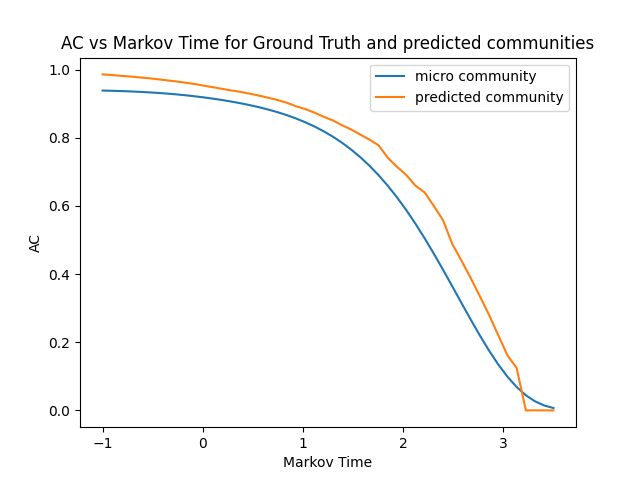 AC vs Markov Time for Ground Truth and predicted communities
micro community
predicted community
1.0
0.8
0.6
0.4
0.2
0.0
AC
−1
0
1
2
3
Markov Time